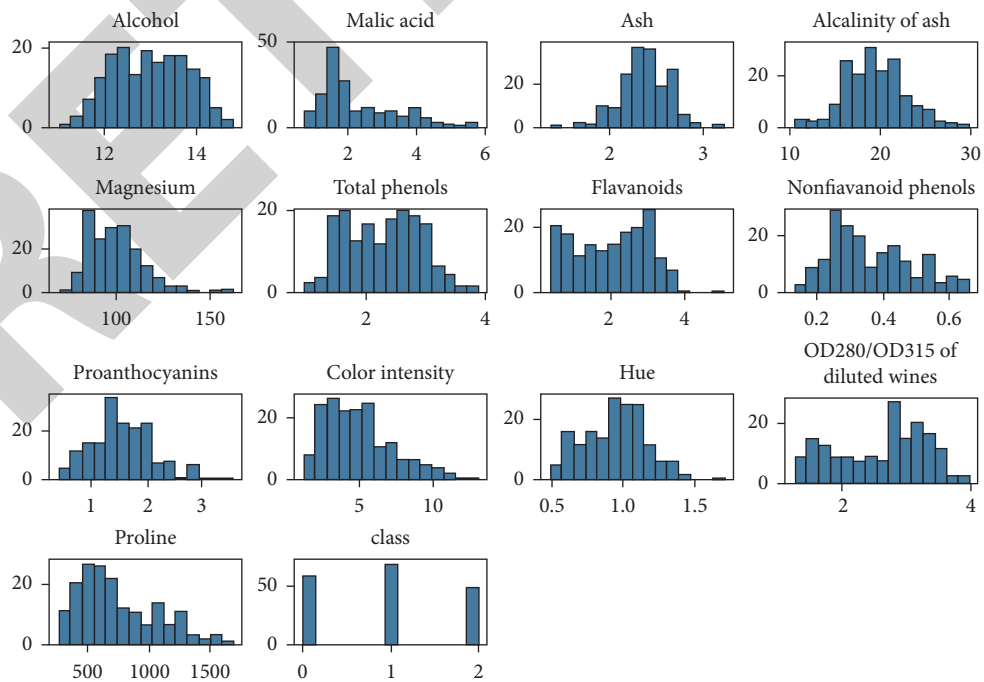 Alcohol
20
0
12 14
Malic acid
50
0
2 4 6
Ash
20
0
2 3
Alcalinity of ash
20
0
10 20 30
Magnesium
20
0
100 150
Total phenols
20
0
2 4
Flavanoids
20
0
2 4
Nonfiavanoid phenols
20
0
0.2 0.4 0.6
Proanthocyanins
20
0
1 2 3
Color intensity
20
0
5 10
Hue
20
0
0.5 1.0 1.5
OD280/OD315 of
diluted wines
20
0
2 4
Proline
20
0
500 1000 1500
class
50
0
0 1 2